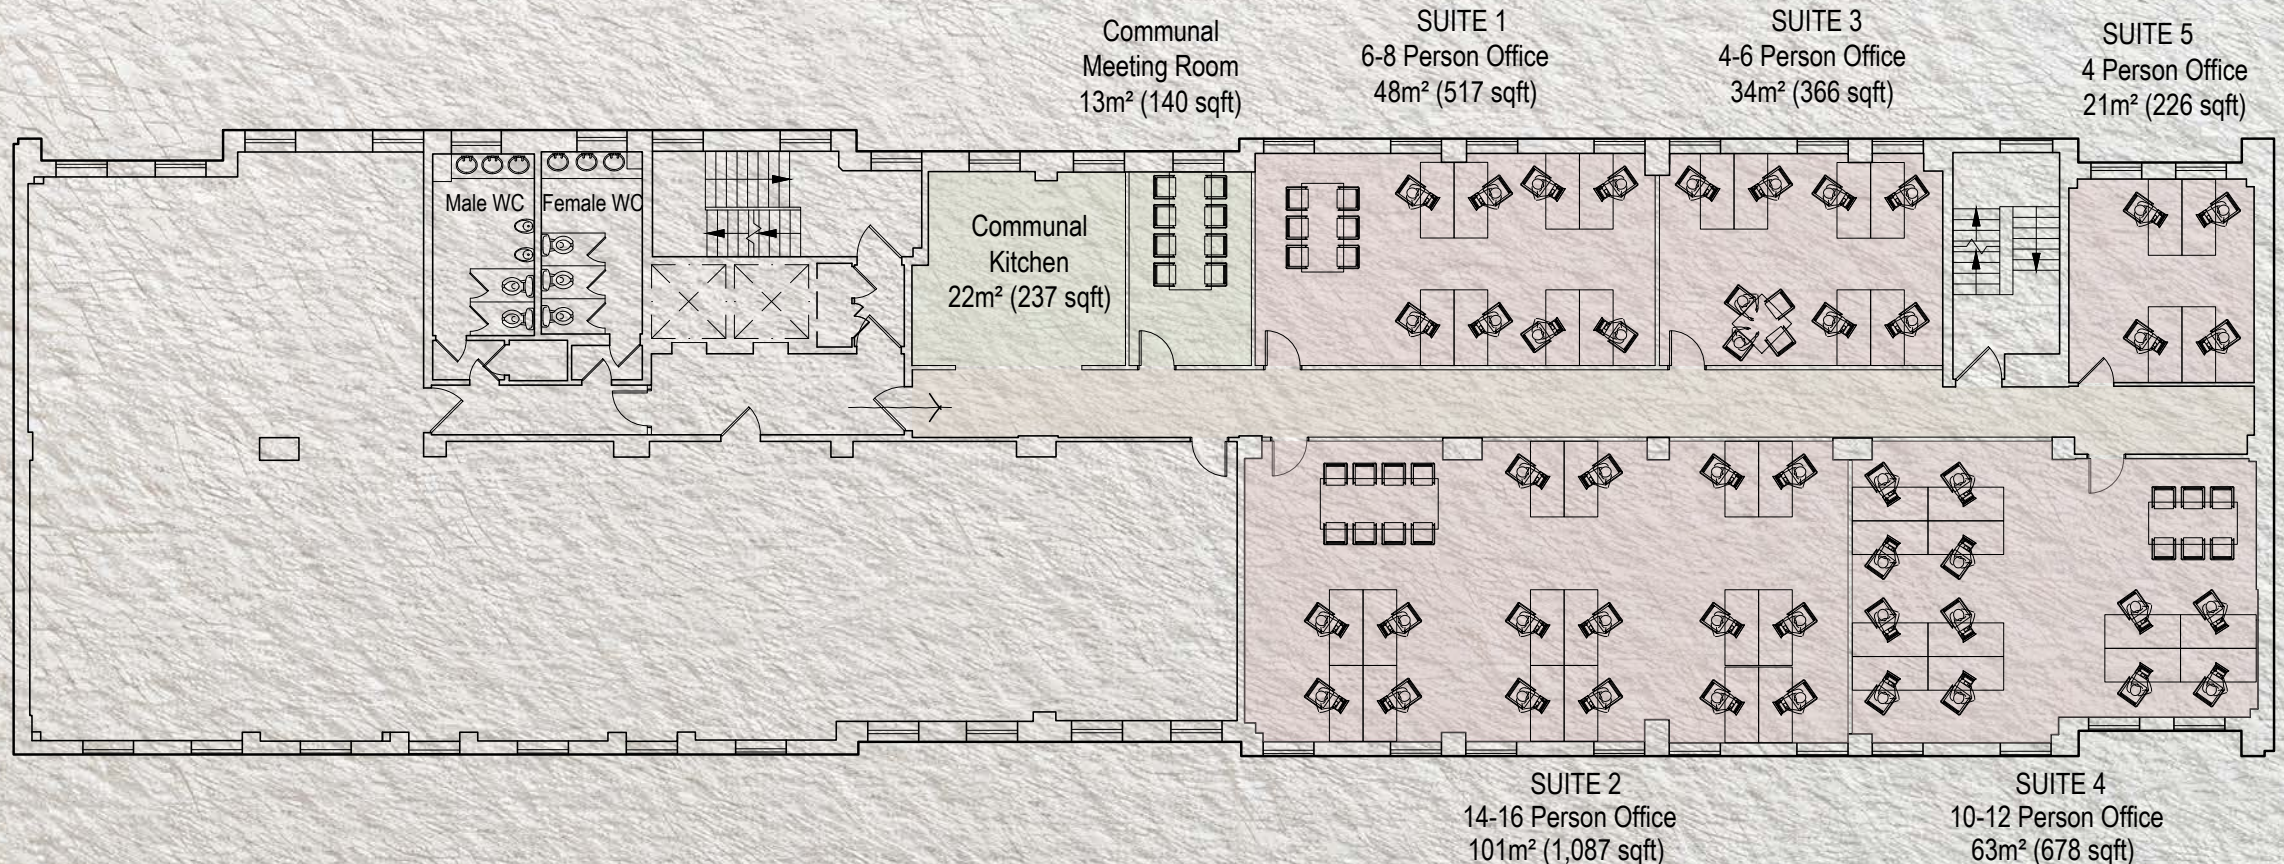 Communal
Meeting Room
13m² (140 sqft)
SUITE 1
6-8 Person Office
48m² (517 sqft)
SUITE 3
4-6 Person Office
34m² (366 sqft)
SUITE 5
4 Person Office
21m² (226 sqft)
Male WC
Female WC
Communal
Kitchen
22m² (237 sqft)
SUITE 2
14-16 Person Office
101m² (1,087 sqft)
SUITE 4
10-12 Person Office
63m² (678 sqft)